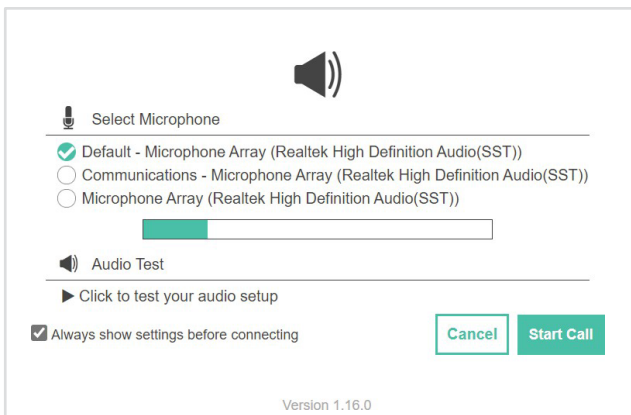 Select Microphone
Default - Microphone Array (Realtek High Definition Audio(SST))
Communications - Microphone Array (Realtek High Definition Audio(SST))
Microphone Array (Realtek High Definition Audio(SST))
Audio Test
Click to test your audio setup
Always show settings before connecting
Cancel
Start Call
Version 1.16.0